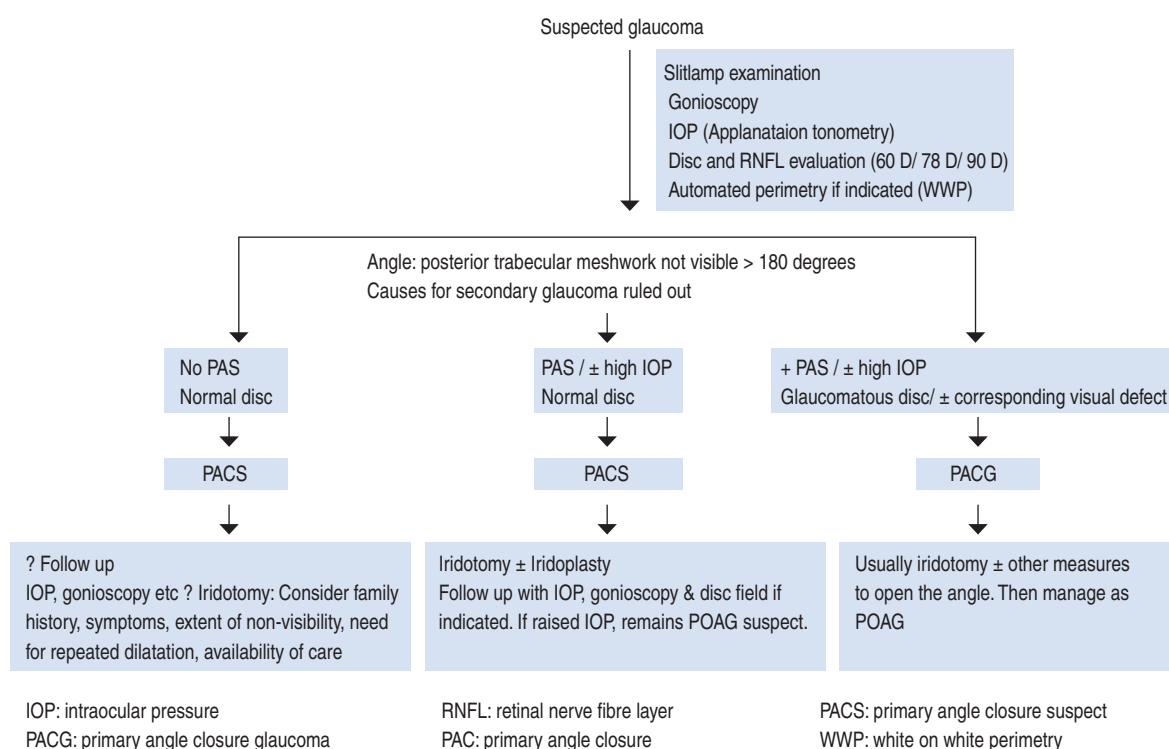 Suspected glaucoma
Slitlamp examination
Gonioscopy
IOP (Applanataion tonometry)
Disc and RNFL evaluation (60 D/ 78 D/ 90 D)
Automated perimetry if indicated (WWP)
Angle: posterior trabecular meshwork not visible > 180 degrees
Causes for secondary glaucoma ruled out
No PAS
Normal disc
PAS / ± high IOP
Normal disc
+ PAS / ± high IOP
Glaucomatous disc/ ± corresponding visual defect
PACS
PACS
PACG
? Follow up
IOP, gonioscopy etc ? Iridotomy: Consider family
history, symptoms, extent of non-visibility, need
for repeated dilatation, availability of care
Iridotomy ± Iridoplasty
Follow up with IOP, gonioscopy & disc field if
indicated. If raised IOP, remains POAG suspect.
Usually iridotomy ± other measures
to open the angle. Then manage as
POAG
IOP: intraocular pressure
RNFL: retinal nerve fibre layer
PACS: primary angle closure suspect
PACG: primary angle closure glaucoma
PAC: primary angle closure
WWP: white on white perimetry